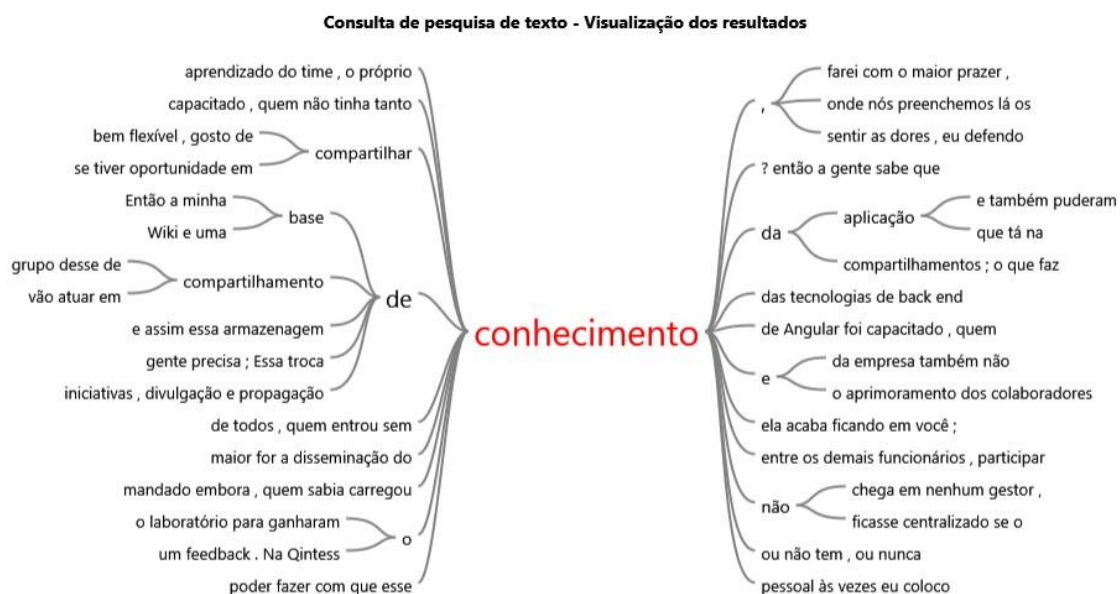 Consulta de pesquisa de texto - Visualização dos resultados
aprendizado do time , o próprio
capacitado , quem não tinha tanto
bem flexível , gosto de
se tiver oportunidade em
compartilhar
Então a minha
Wiki e uma
base
grupo desse de
vão atuar em
compartilhamento
de
e assim essa armazenagem
gente precisa ; Essa troca
iniciativas , divulgação e propagação
de todos , quem entrou sem
maior for a disseminação do
mandado embora , quem sabia carregou
o laboratório para ganharam
um feedback . Na Qintess
o
poder fazer com que esse
conhecimento
,
farei com o maior prazer ,
onde nós preenchemos lá os
sentir as dores , eu defendo
? então a gente sabe que
da
aplicação
e também puderam
que tá na
compartilhamentos ; o que faz
das tecnologias de back end
de Angular foi capacitado , quem
e
da empresa também não
o aprimoramento dos colaboradores
ela acaba ficando em você ;
entre os demais funcionários , participar
não
chega em nenhum gestor ,
ficasse centralizado se o
ou não tem , ou nunca
pessoal às vezes eu coloco